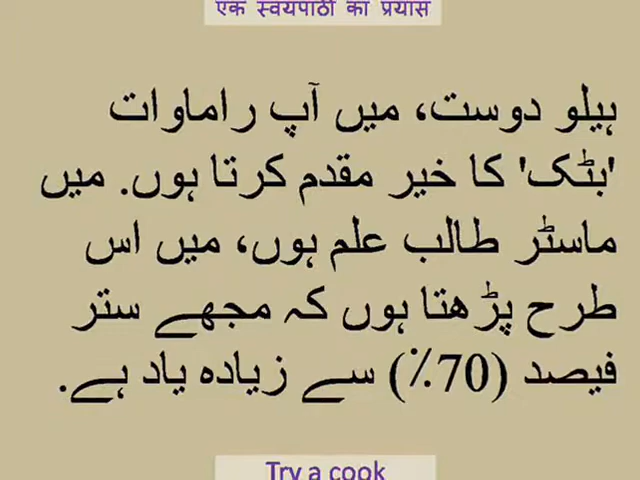 एक स्वयंपाठी का प्रयास
ہیلو دوست، میں آپ راماوات
'بٹک' کا خیر مقدم کرتا ہوں. میں
ماسٹر طالب علم ہوں، میں اس
طرح پڑھتا ہوں کہ مجھے ستر
فیصد (70٪) سے زیادہ یاد ہے.
Try a cook